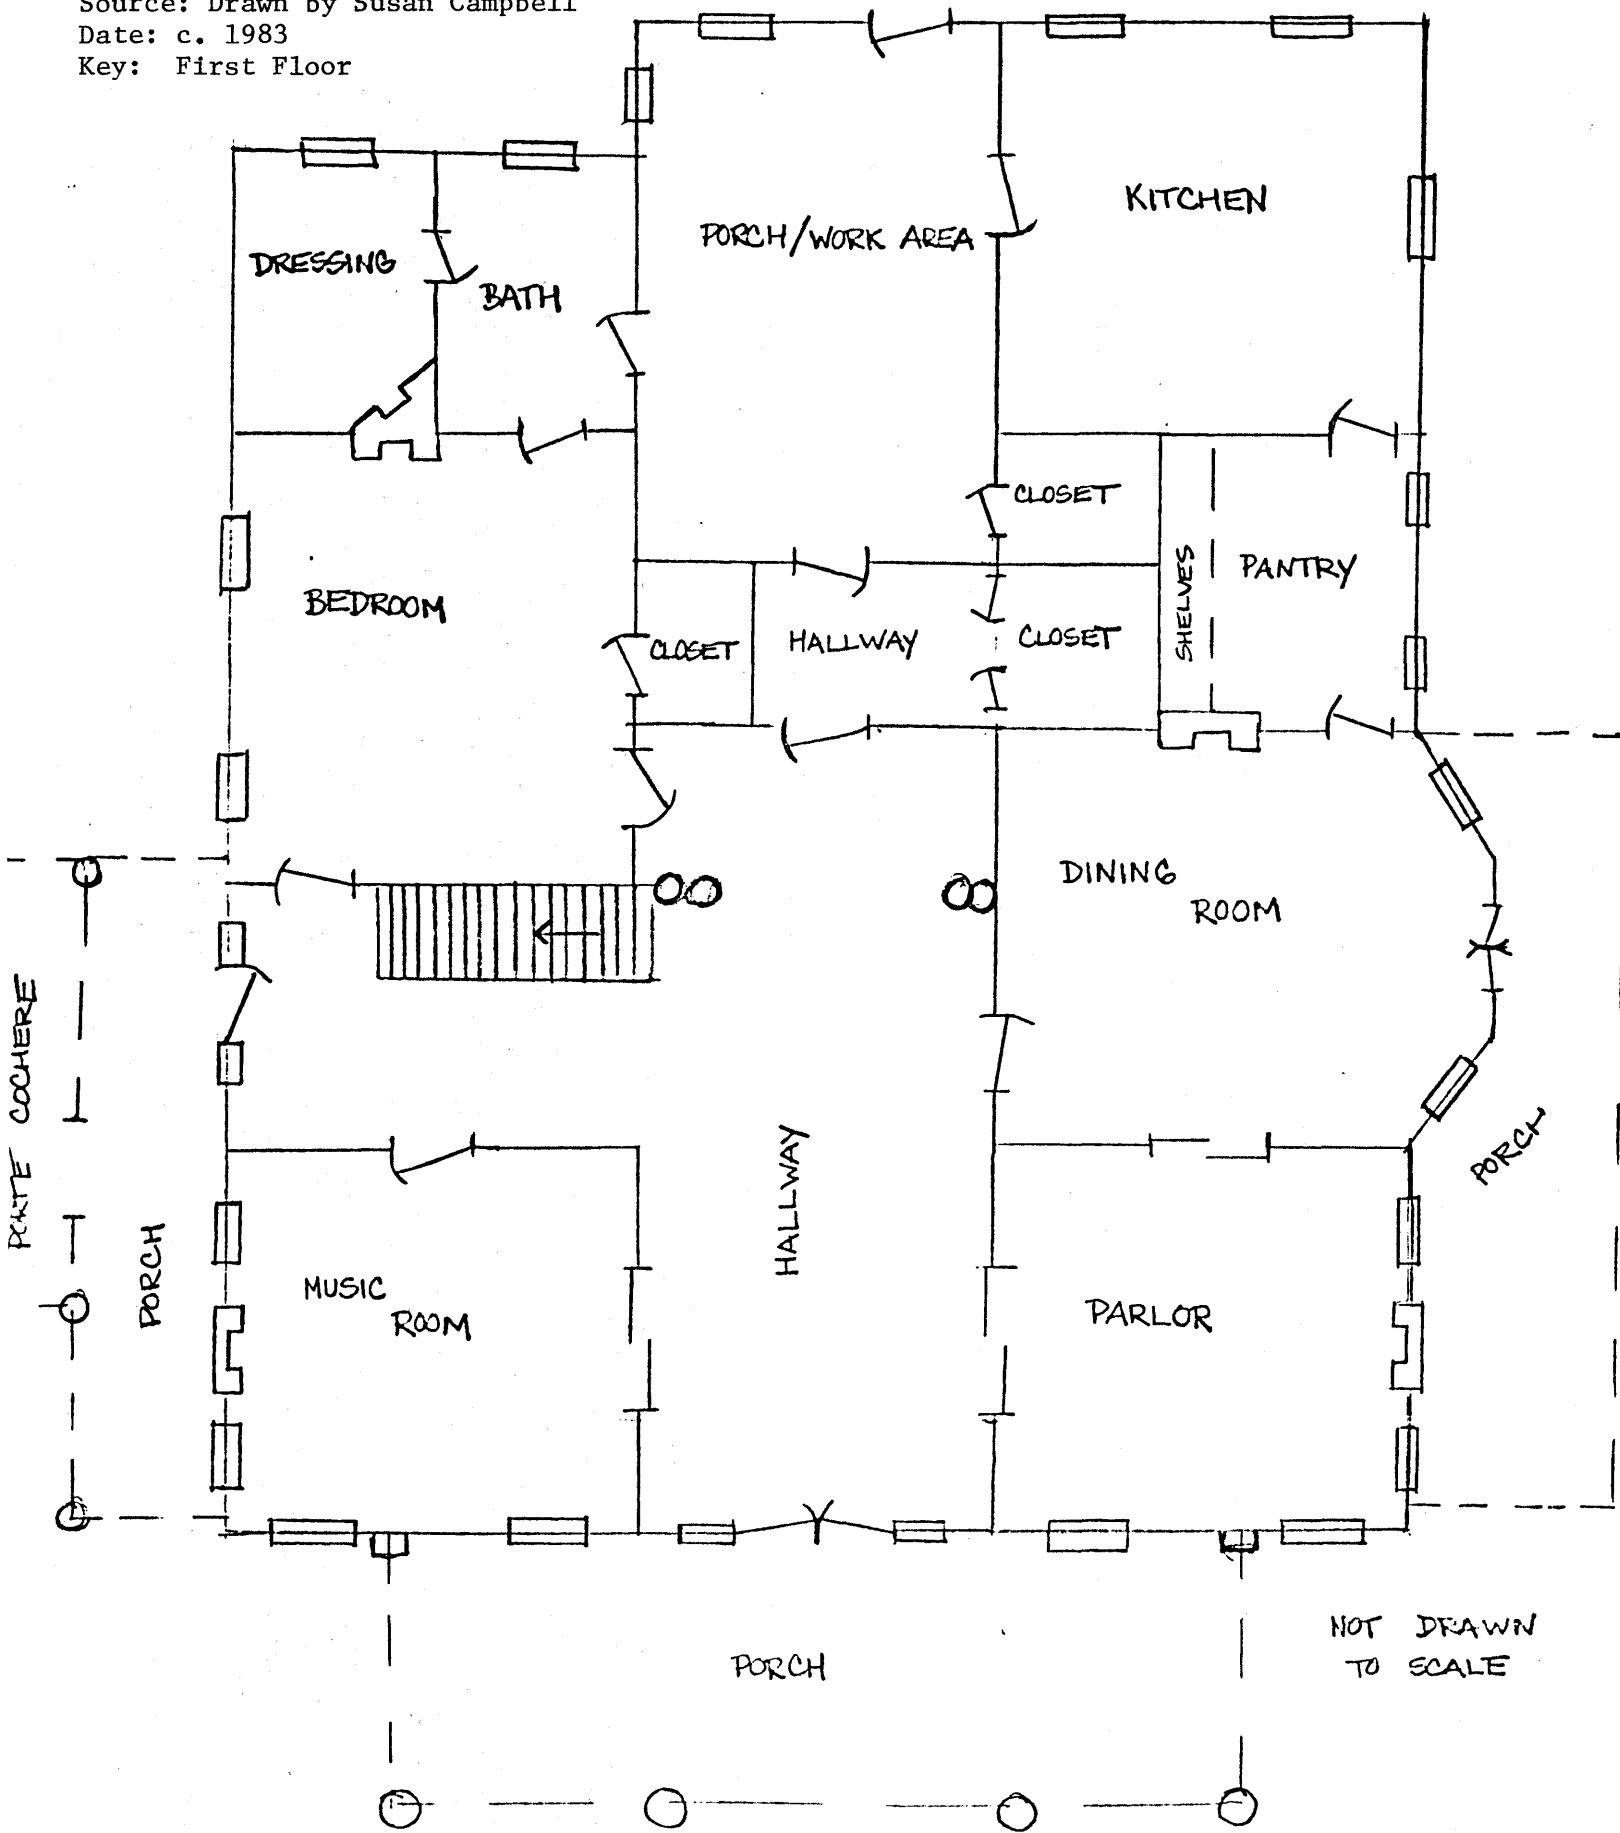 Source: Drawn by Susan Campbell
Date: c. 1983
Key: First Floor
KITCHEN
PORCH/WORK AREA
DRESSING
BATH
CLOSET
SHELVES
PANTRY
BEDROOM
CLOSET
HALLWAY
CLOSET
DINING
ROOM
PORTE COCHERE
PORCH
HALLWAY
PORCH
MUSIC
ROOM
PARLOR
NOT DRAWN
TO SCALE
PORCH